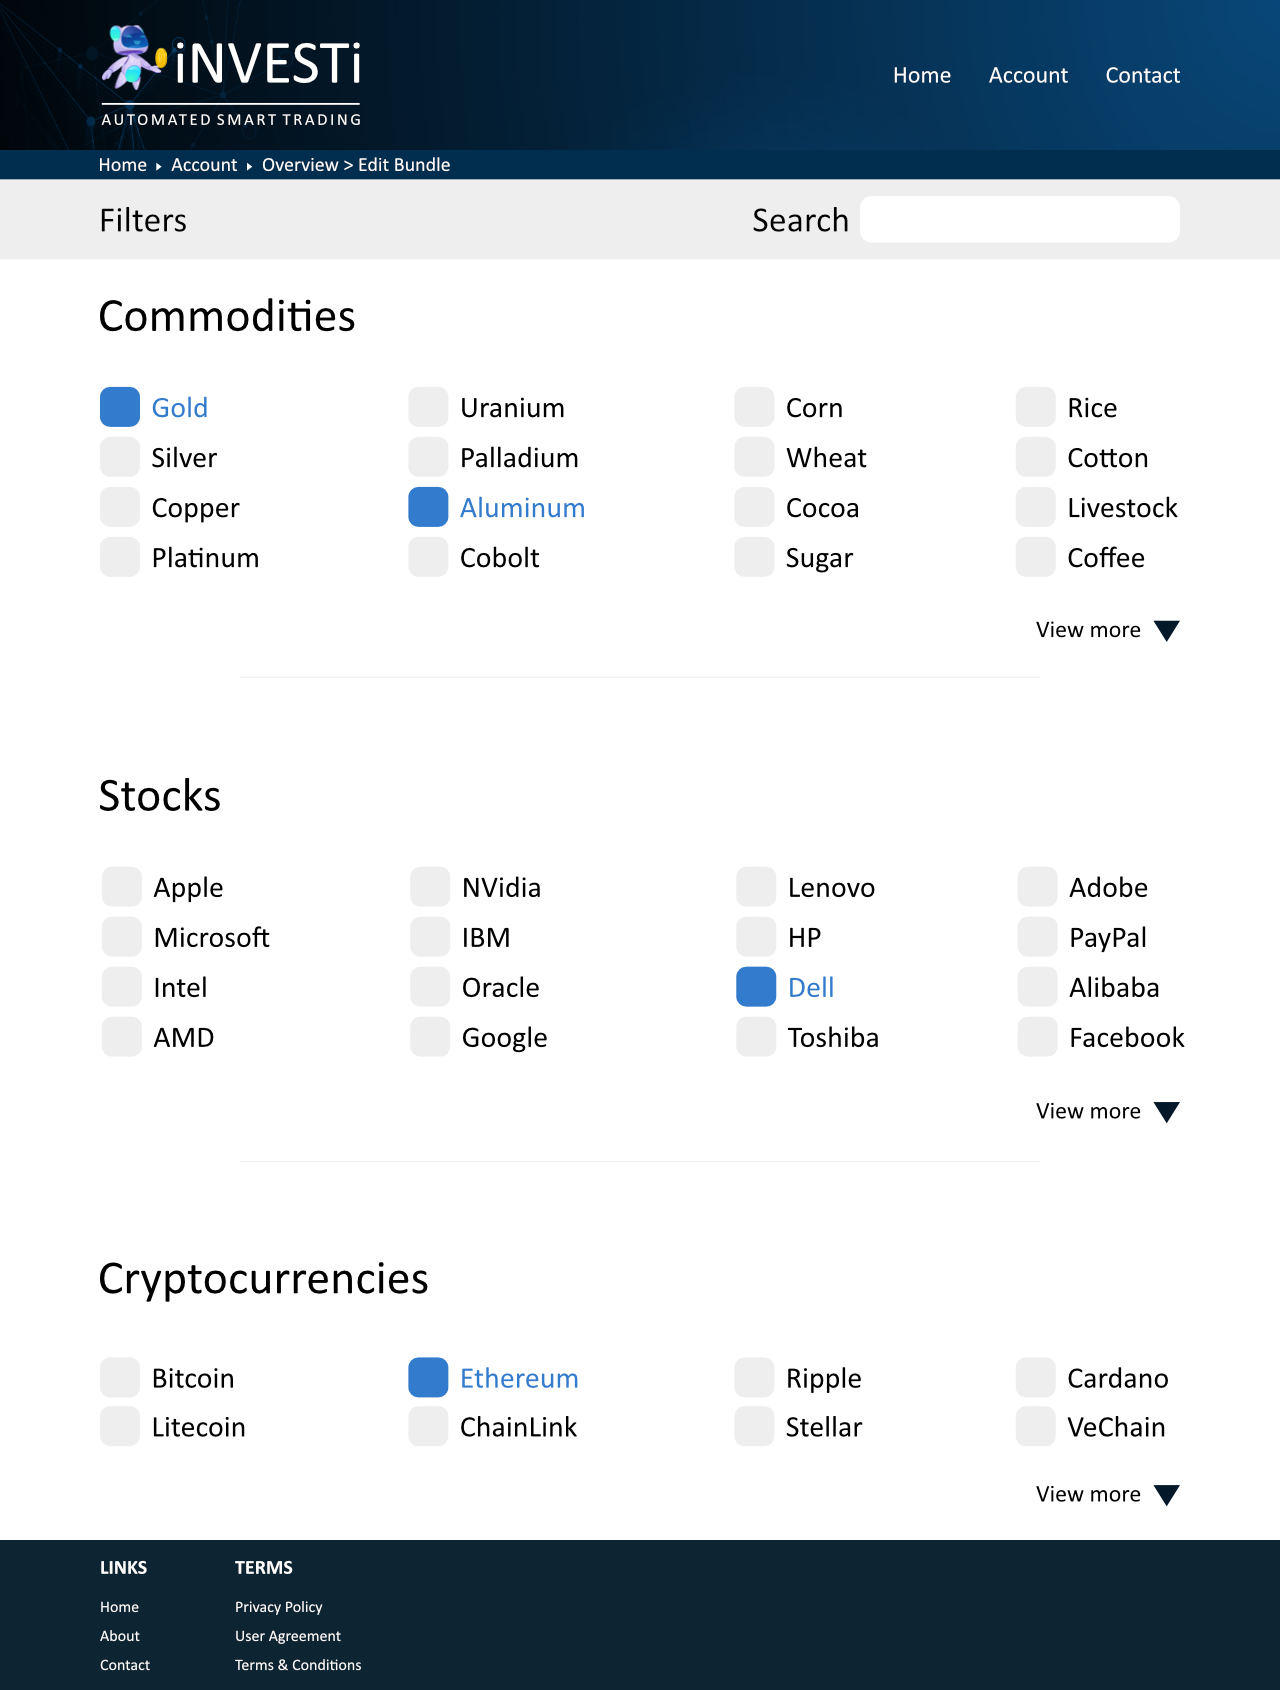 iNVESTi
AUTOMATED SMART TRADING
Home Account Contact
Home Account Overview > Edit Bundle
Filters Search
Commodities
Gold Uranium Corn Rice
Silver Palladium Wheat Cotton
Copper Aluminum Cocoa Livestock
Platinum Cobolt Sugar Coffee
View more
Stocks
Apple NVidia Lenovo Adobe
Microsoft IBM HP PayPal
Intel Oracle Dell Alibaba
AMD Google Toshiba Facebook
View more
Cryptocurrencies
Bitcoin Ethereum Ripple Cardano
Litecoin ChainLink Stellar VeChain
View more
LINKS TERMS
Home Privacy Policy
About User Agreement
Contact Terms & Conditions